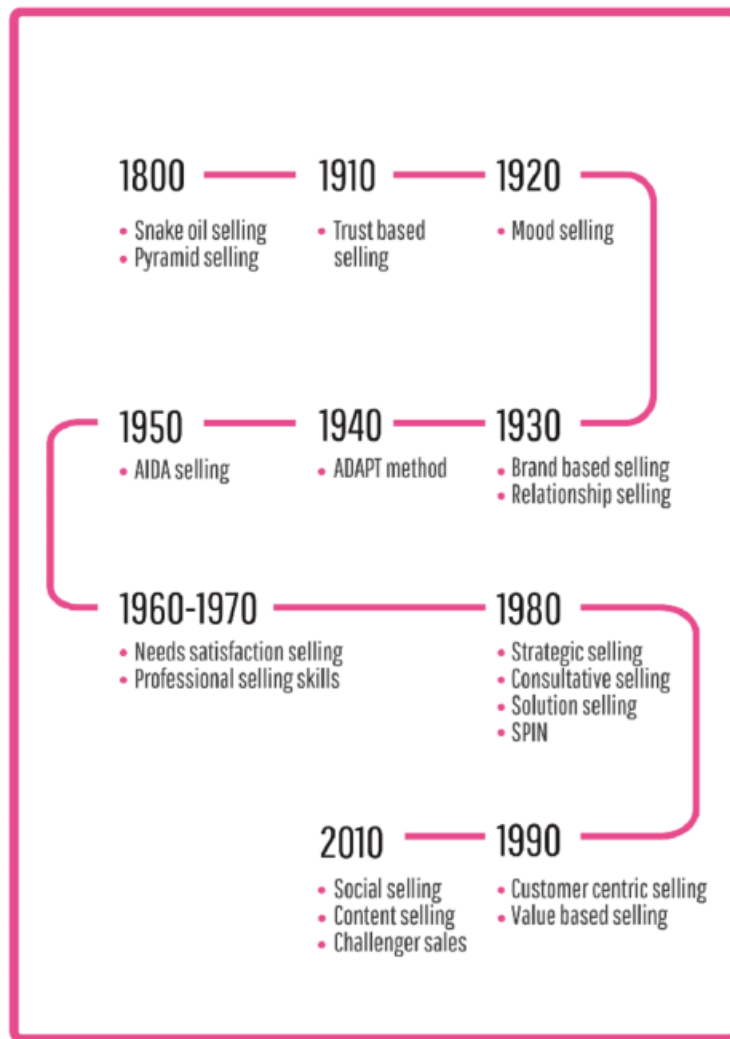 1800
• Snake oil selling
• Pyramid selling
1910
• Trust based
selling
1920
• Mood selling
1930
• Brand based selling
• Relationship selling
1940
• ADAPT method
1950
• AIDA selling
1960-1970
• Needs satisfaction selling
• Professional selling skills
1980
• Strategic selling
• Consultative selling
• Solution selling
• SPIN
1990
• Customer centric selling
• Value based selling
2010
• Social selling
• Content selling
• Challenger sales